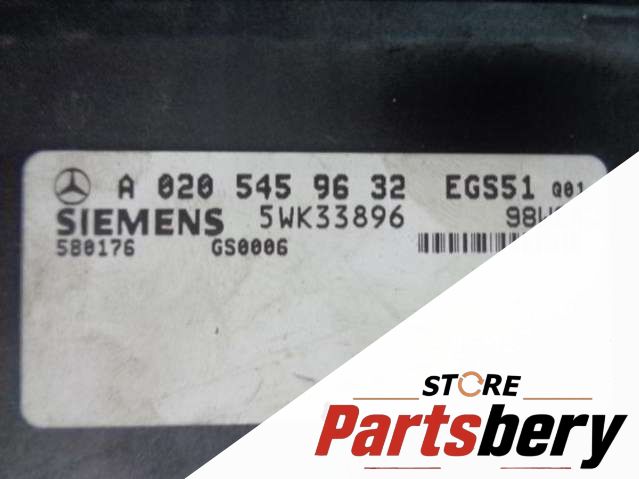 A 020 545 96 32 EGS51 Q01
SIEMENS 5WK33896
580176 GS0006
STORE
Partsbery